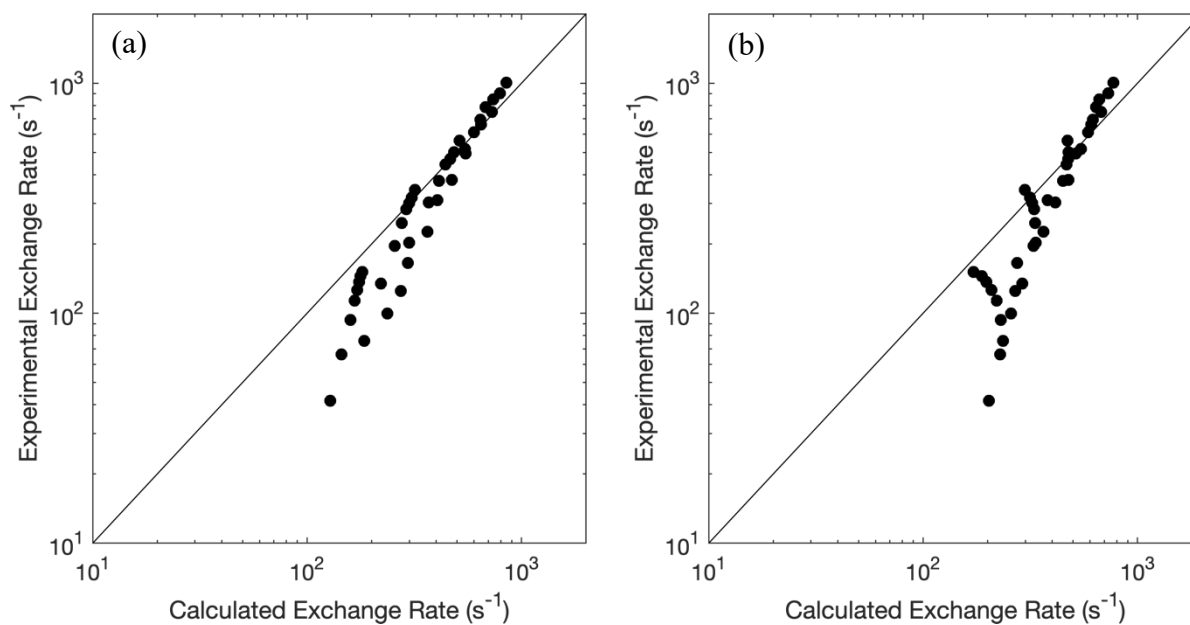 (a)
Experimental Exchange Rate (s⁻¹)
10³
10²
10¹
10¹
10²
10³
Calculated Exchange Rate (s⁻¹)
(b)
Experimental Exchange Rate (s⁻¹)
10³
10²
10¹
10¹
10²
10³
Calculated Exchange Rate (s⁻¹)